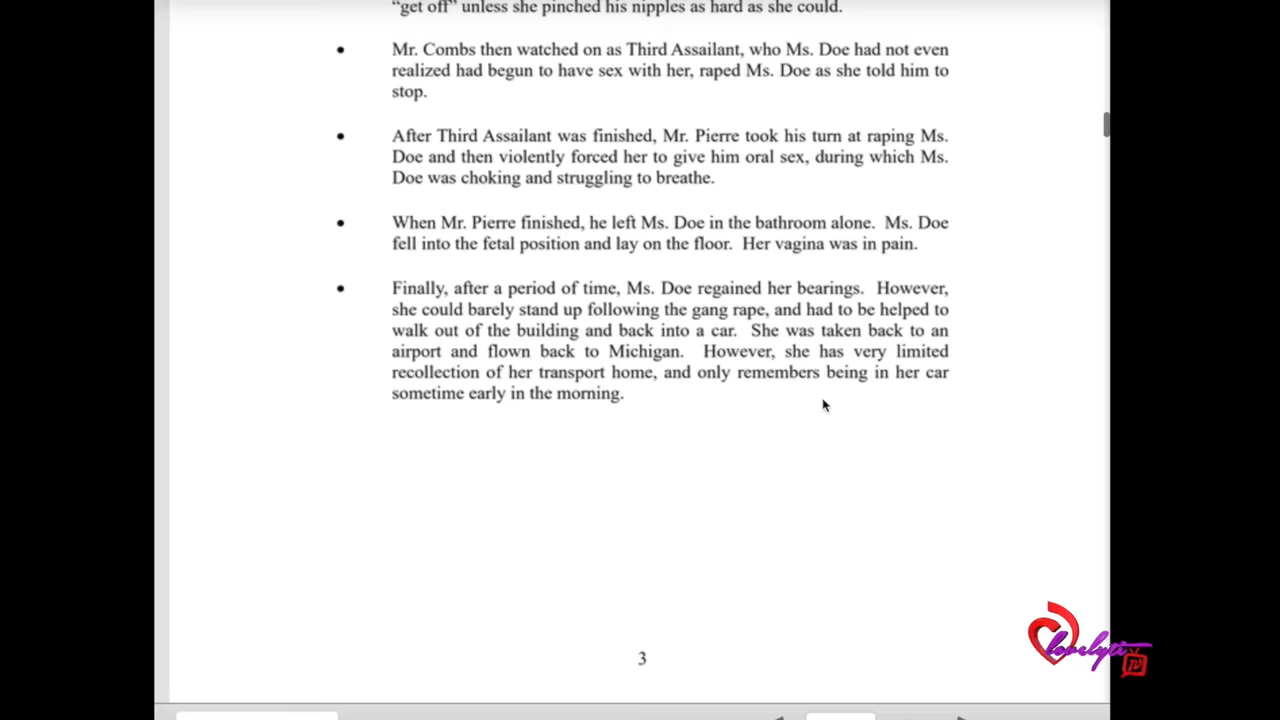 “get off” unless she pinched his nipples as hard as she could.
• Mr. Combs then watched on as Third Assailant, who Ms. Doe had not even
realized had begun to have sex with her, raped Ms. Doe as she told him to
stop.
• After Third Assailant was finished, Mr. Pierre took his turn at raping Ms.
Doe and then violently forced her to give him oral sex, during which Ms.
Doe was choking and struggling to breathe.
• When Mr. Pierre finished, he left Ms. Doe in the bathroom alone. Ms. Doe
fell into the fetal position and lay on the floor. Her vagina was in pain.
• Finally, after a period of time, Ms. Doe regained her bearings. However,
she could barely stand up following the gang rape, and had to be helped to
walk out of the building and back into a car. She was taken back to an
airport and flown back to Michigan. However, she has very limited
recollection of her transport home, and only remembers being in her car
sometime early in the morning.
3
lovelyti
TV